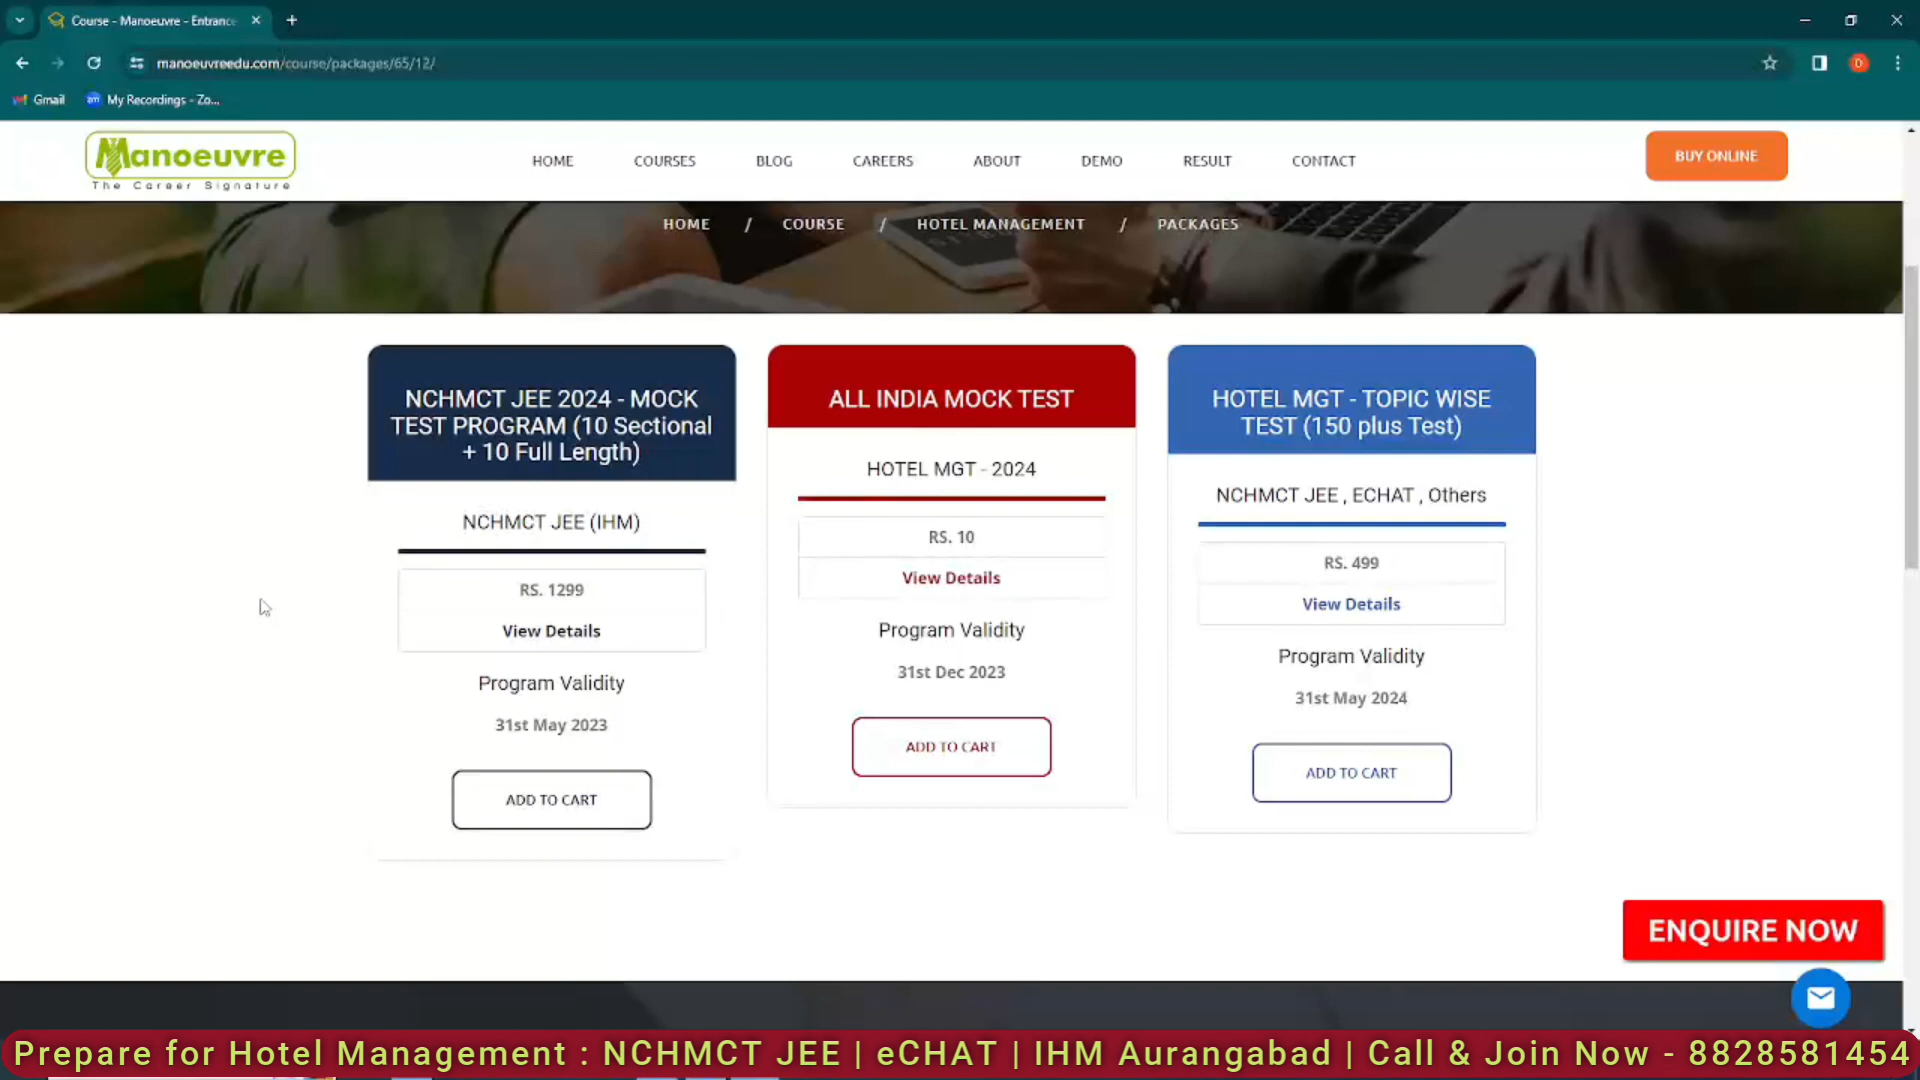 Course - Manoeuvre - Entrance
manoeuvreedu.com/course/packages/65/12/
D
Gmail
My Recordings - Zo...
Manoeuvre
The Career Signature
HOME
COURSES
BLOG
CAREERS
ABOUT
DEMO
RESULT
CONTACT
BUY ONLINE
HOME / COURSE / HOTEL MANAGEMENT / PACKAGES
NCHMCT JEE 2024 - MOCK
TEST PROGRAM (10 Sectional
+ 10 Full Length)
NCHMCT JEE (IHM)
RS. 1299
View Details
Program Validity
31st May 2023
ADD TO CART
ALL INDIA MOCK TEST
HOTEL MGT - 2024
RS. 10
View Details
Program Validity
31st Dec 2023
ADD TO CART
HOTEL MGT - TOPIC WISE
TEST (150 plus Test)
NCHMCT JEE , ECHAT , Others
RS. 499
View Details
Program Validity
31st May 2024
ADD TO CART
ENQUIRE NOW
Prepare for Hotel Management : NCHMCT JEE | eCHAT | IHM Aurangabad | Call & Join Now - 8828581454